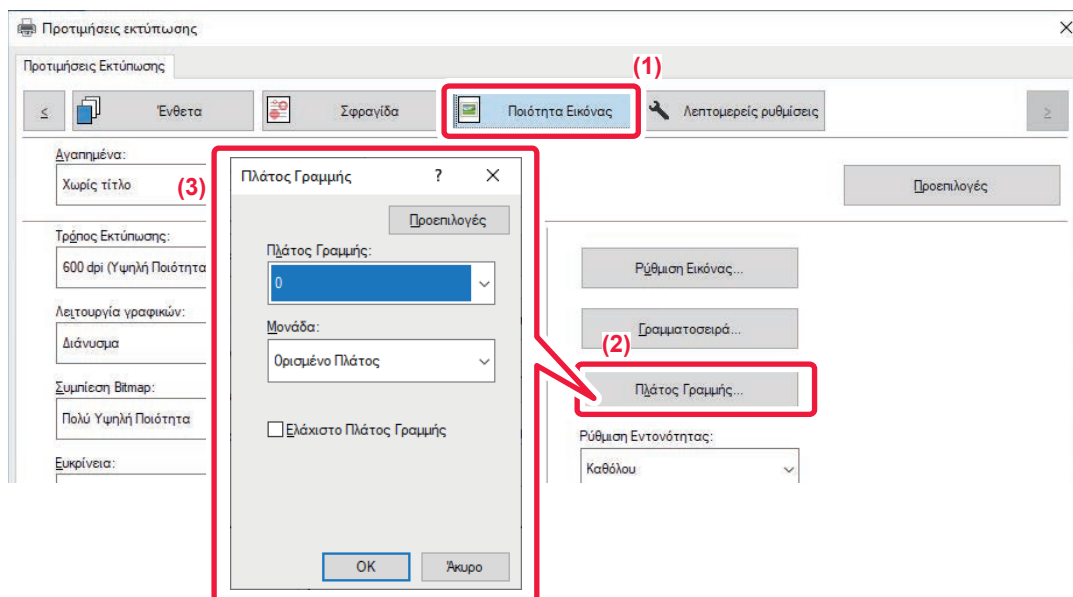 Προτιμήσεις εκτύπωσης
Προτιμήσεις Εκτύπωσης
(1)
<
Ένθετα
Σφραγίδα
Ποιότητα Εικόνας
Λεπτομερείς ρυθμίσεις
>
Αγαπημένα:
Χωρίς τίτλο
(3)
Προεπιλογές
Τρόπος Εκτύπωσης:
600 dpi (Υψηλή Ποιότητα
Λειτουργία γραφικών:
Διάνυσμα
Συμπίεση Bitmap:
Πολύ Υψηλή Ποιότητα
Ευκρίνεια:
Πλάτος Γραμμής
?
Προεπιλογές
Πλάτος Γραμμής:
0
Μονάδα:
Ορισμένο Πλάτος
Ελάχιστο Πλάτος Γραμμής
OK
Άκυρο
Ρύθμιση Εικόνας...
Γραμματοσειρά...
(2)
Πλάτος Γραμμής...
Ρύθμιση Εντονότητας:
Καθόλου